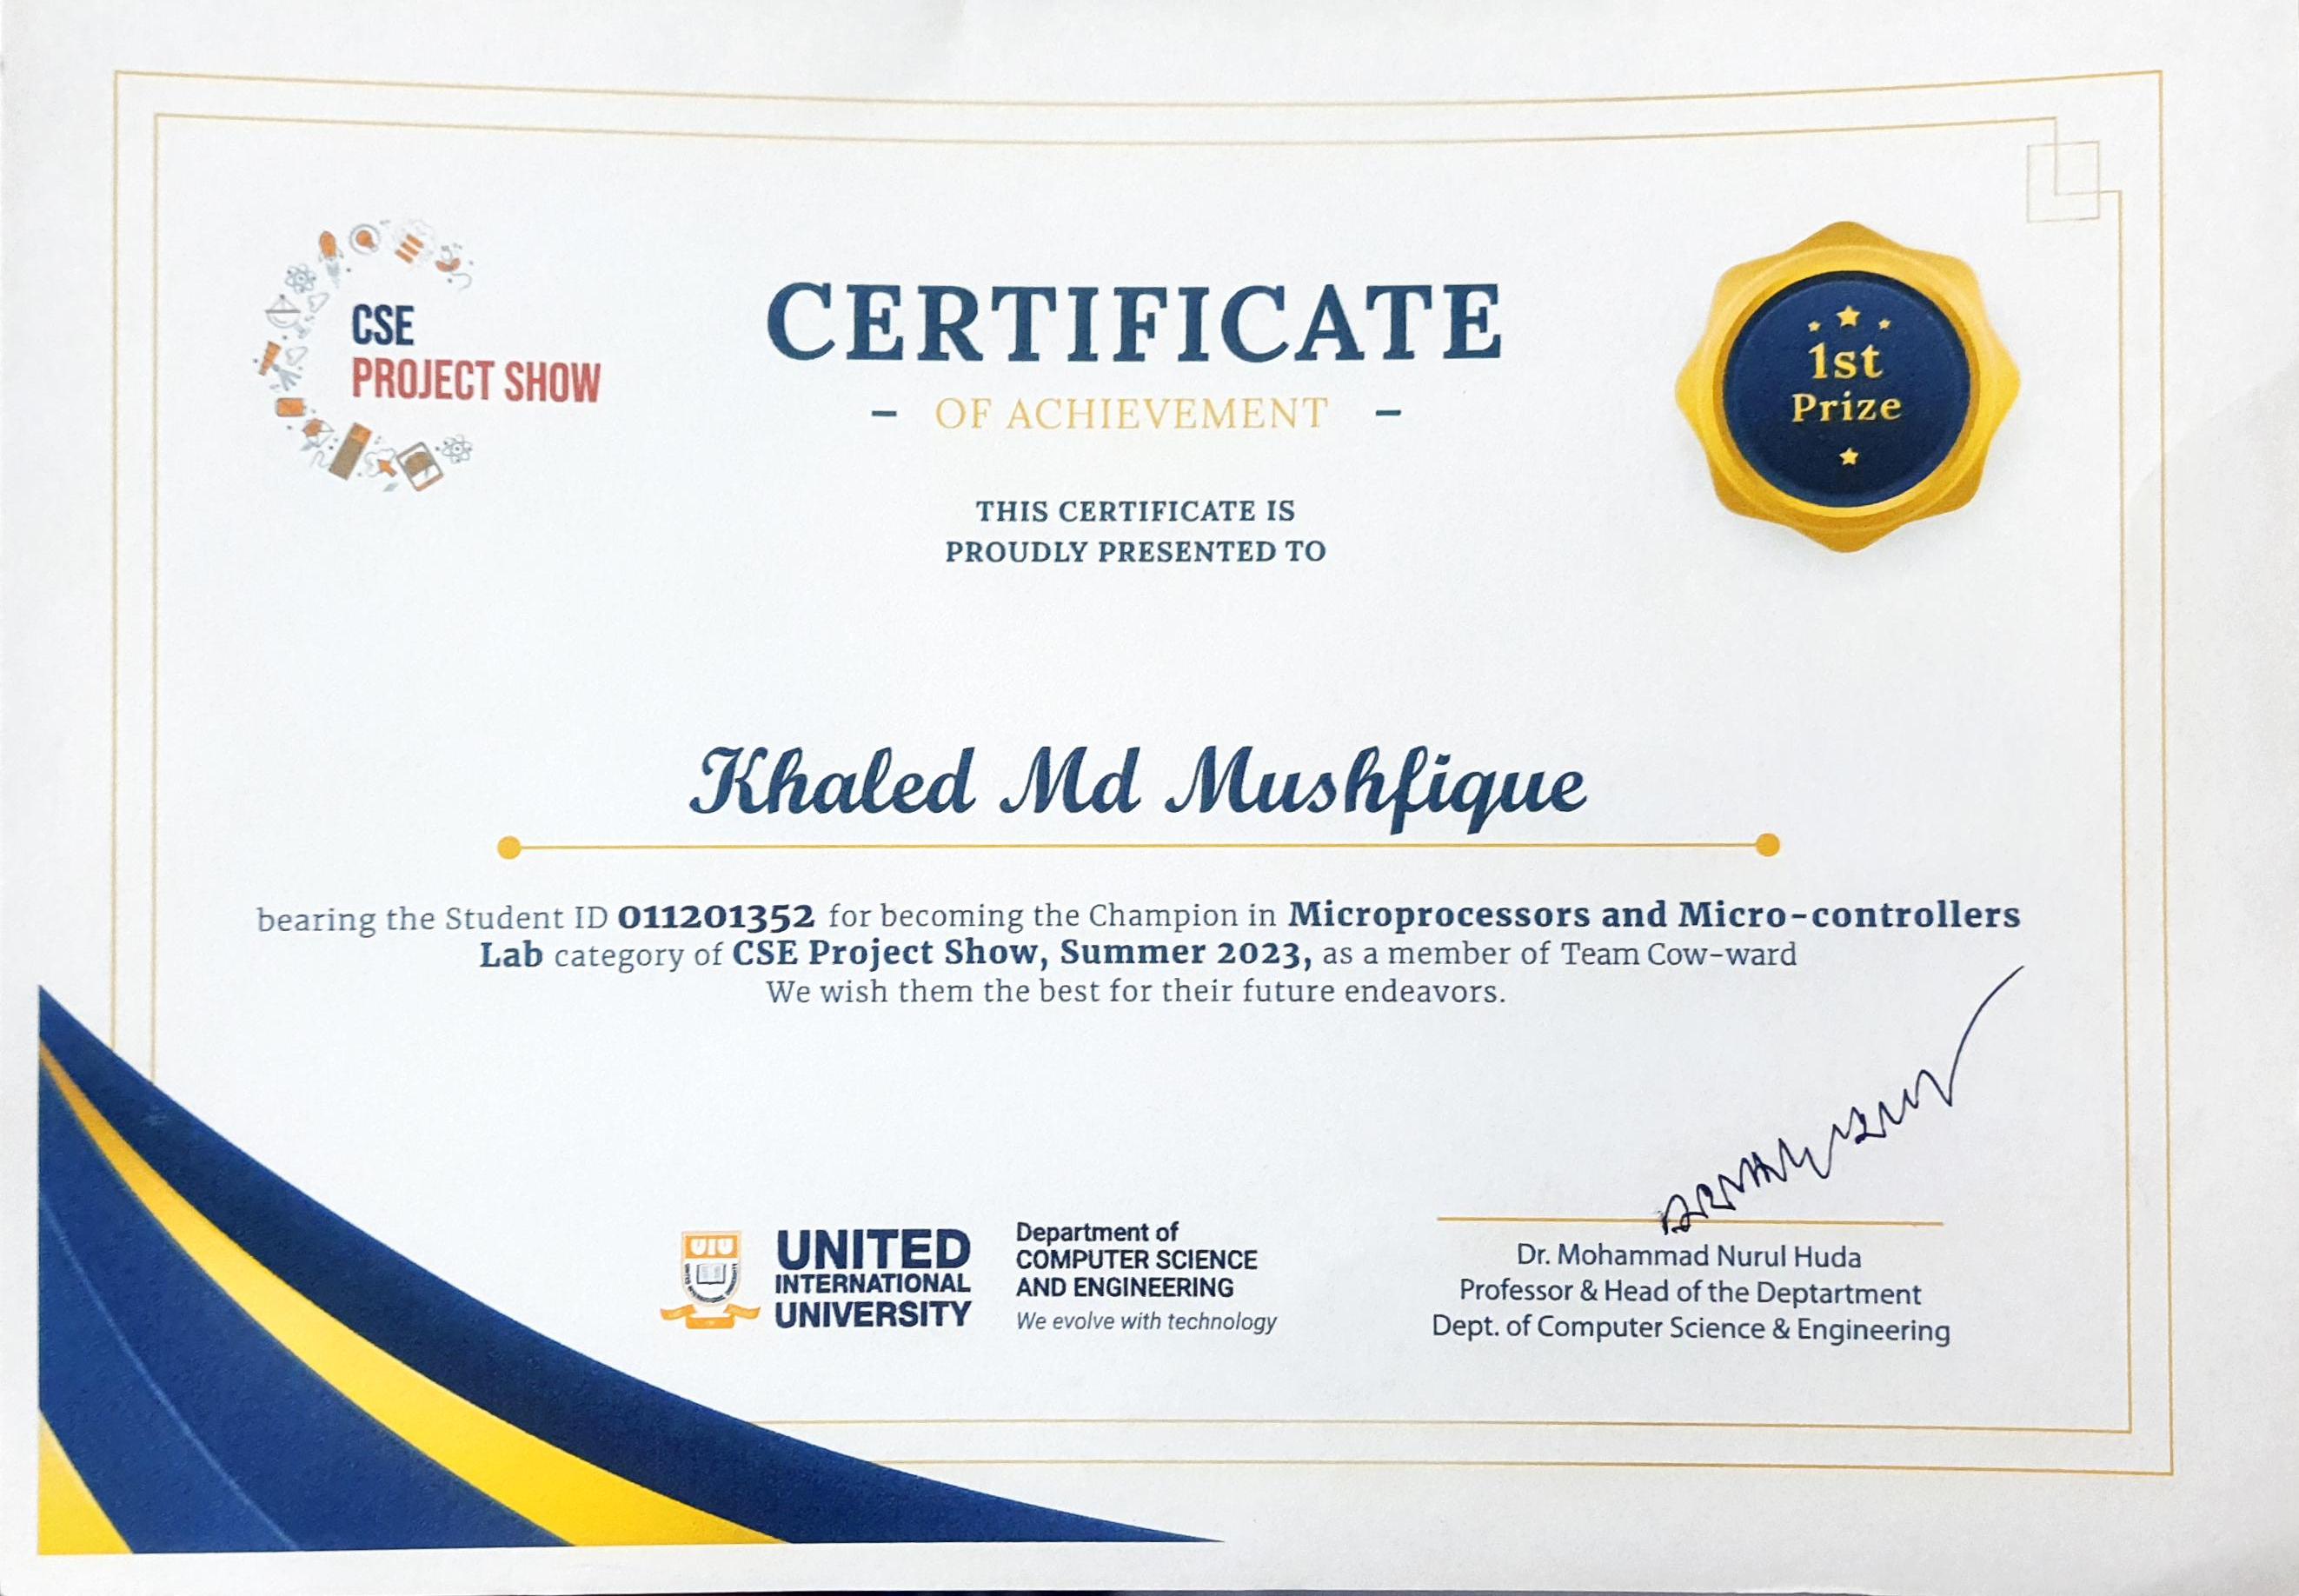 CSE
PROJECT SHOW
CERTIFICATE
- OF ACHIEVEMENT -
1st
Prize
THIS CERTIFICATE IS
PROUDLY PRESENTED TO
Khaled Md Mushfique
bearing the Student ID 011201352 for becoming the Champion in Microprocessors and Micro-controllers
Lab category of CSE Project Show, Summer 2023, as a member of Team Cow-ward
We wish them the best for their future endeavors.
UIU
UNITED
INTERNATIONAL
UNIVERSITY
Department of
COMPUTER SCIENCE
AND ENGINEERING
We evolve with technology
Dr. Mohammad Nurul Huda
Professor & Head of the Deptartment
Dept. of Computer Science & Engineering